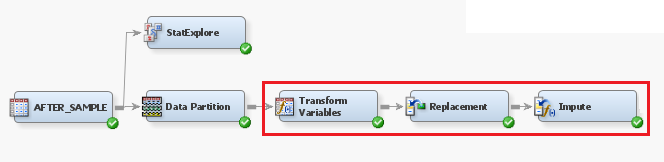 StatExplore
AFTER_SAMPLE
Data Partition
Transform
Variables
Replacement
Impute